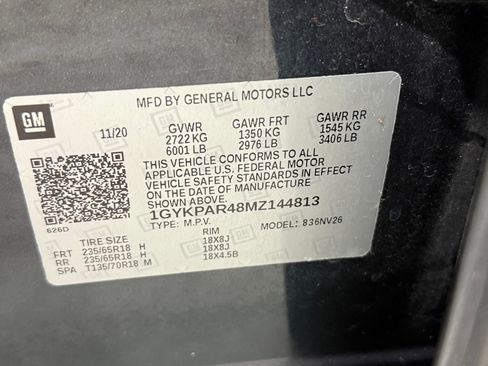 MFD BY GENERAL MOTORS LLC
GM
11/20 GVWR GAWR FRT GAWR RR
2722 KG 1350 KG 1545 KG
6001 LB 2976 LB 3406 LB
THIS VEHICLE CONFORMS TO ALL
APPLICABLE U.S. FEDERAL MOTOR
VEHICLE SAFETY STANDARDS IN EFFECT
ON THE DATE OF MANUFACTURE
SHOWN ABOVE.
1GYKPAR48MZ144813
626D
TYPE: M.P.V. MODEL: 836NV26
TIRE SIZE RIM
FRT 235/65R18 H 18X8J
RR 235/65R18 H 18X8J
SPA T135/70R18 M 18X4.5B